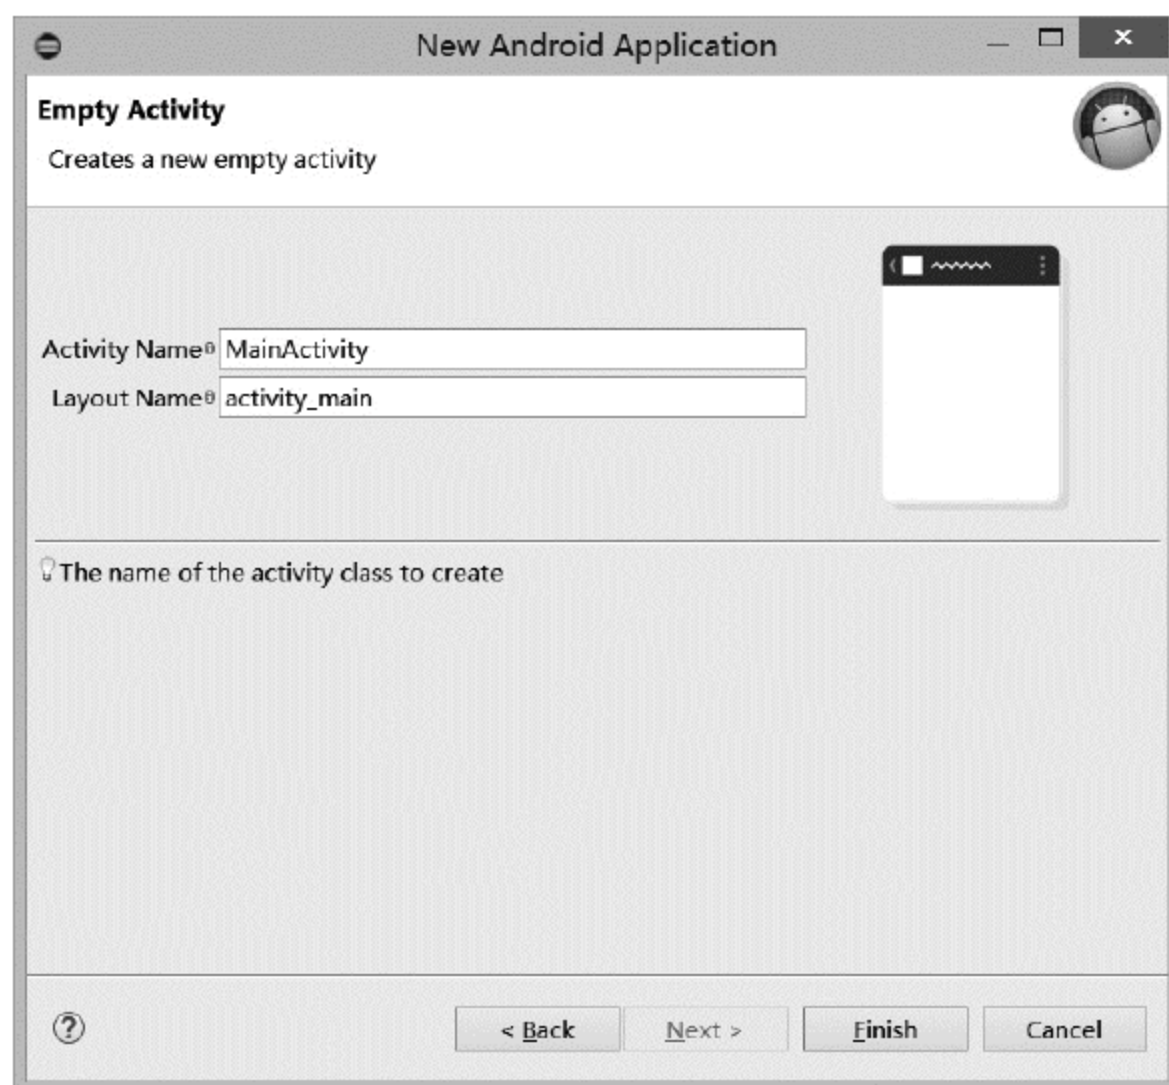 New Android Application
Empty Activity
Creates a new empty activity
Activity Name MainActivity
Layout Name activity_main
The name of the activity class to create
< Back Next > Finish Cancel